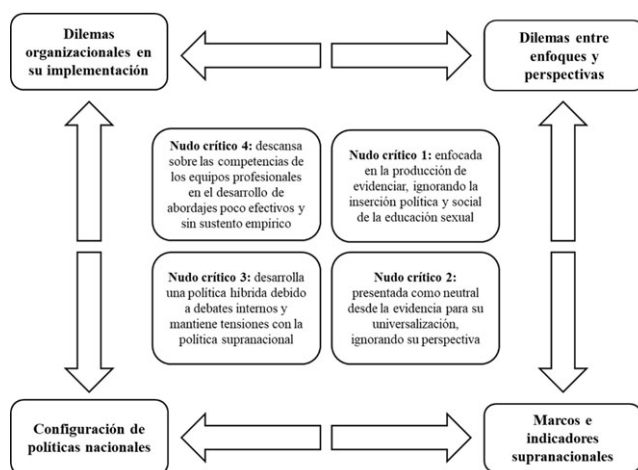 Dilemas
organizacionales en
su implementación
Dilemas entre
enfoques y
perspectivas
Nudo crítico 4: descansa
sobre las competencias de
los equipos profesionales
en el desarrollo de
abordajes poco efectivos y
sin sustento empírico
Nudo crítico 1: enfocada
en la producción de
evidenciar, ignorando la
inserción política y social
de la educación sexual
Nudo crítico 3: desarrolla
una política híbrida debido
a debates internos y
mantiene tensiones con la
política supranacional
Nudo crítico 2:
presentada como neutral
desde la evidencia para su
universalización,
ignorando su perspectiva
Configuración de
políticas nacionales
Marcos e
indicadores
supranacionales